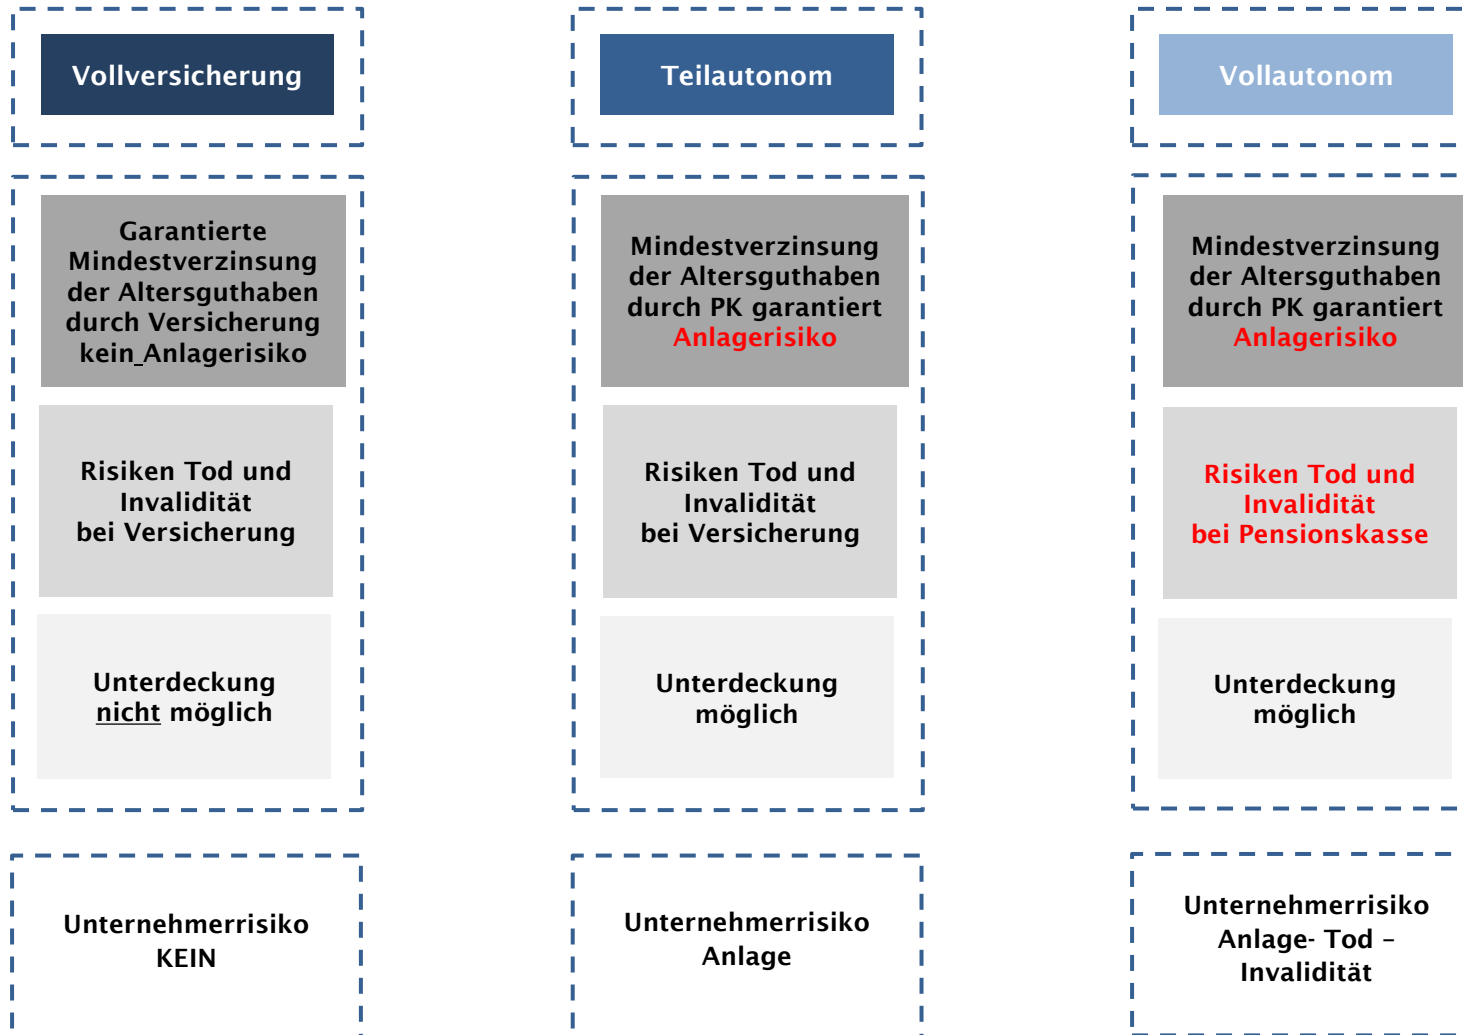 Vollversicherung
Teilautonom
Vollautonom
Garantierte
Mindestverzinsung
der Altersguthaben
durch Versicherung
kein Anlagerisiko
Mindestverzinsung
der Altersguthaben
durch PK garantiert
Anlagerisiko
Mindestverzinsung
der Altersguthaben
durch PK garantiert
Anlagerisiko
Risiken Tod und
Invalidität
bei Versicherung
Risiken Tod und
Invalidität
bei Versicherung
Risiken Tod und
Invalidität
bei Pensionskasse
Unterdeckung
nicht möglich
Unterdeckung
möglich
Unterdeckung
möglich
Unternehmerrisiko
KEIN
Unternehmerrisiko
Anlage
Unternehmerrisiko
Anlage- Tod –
Invalidität